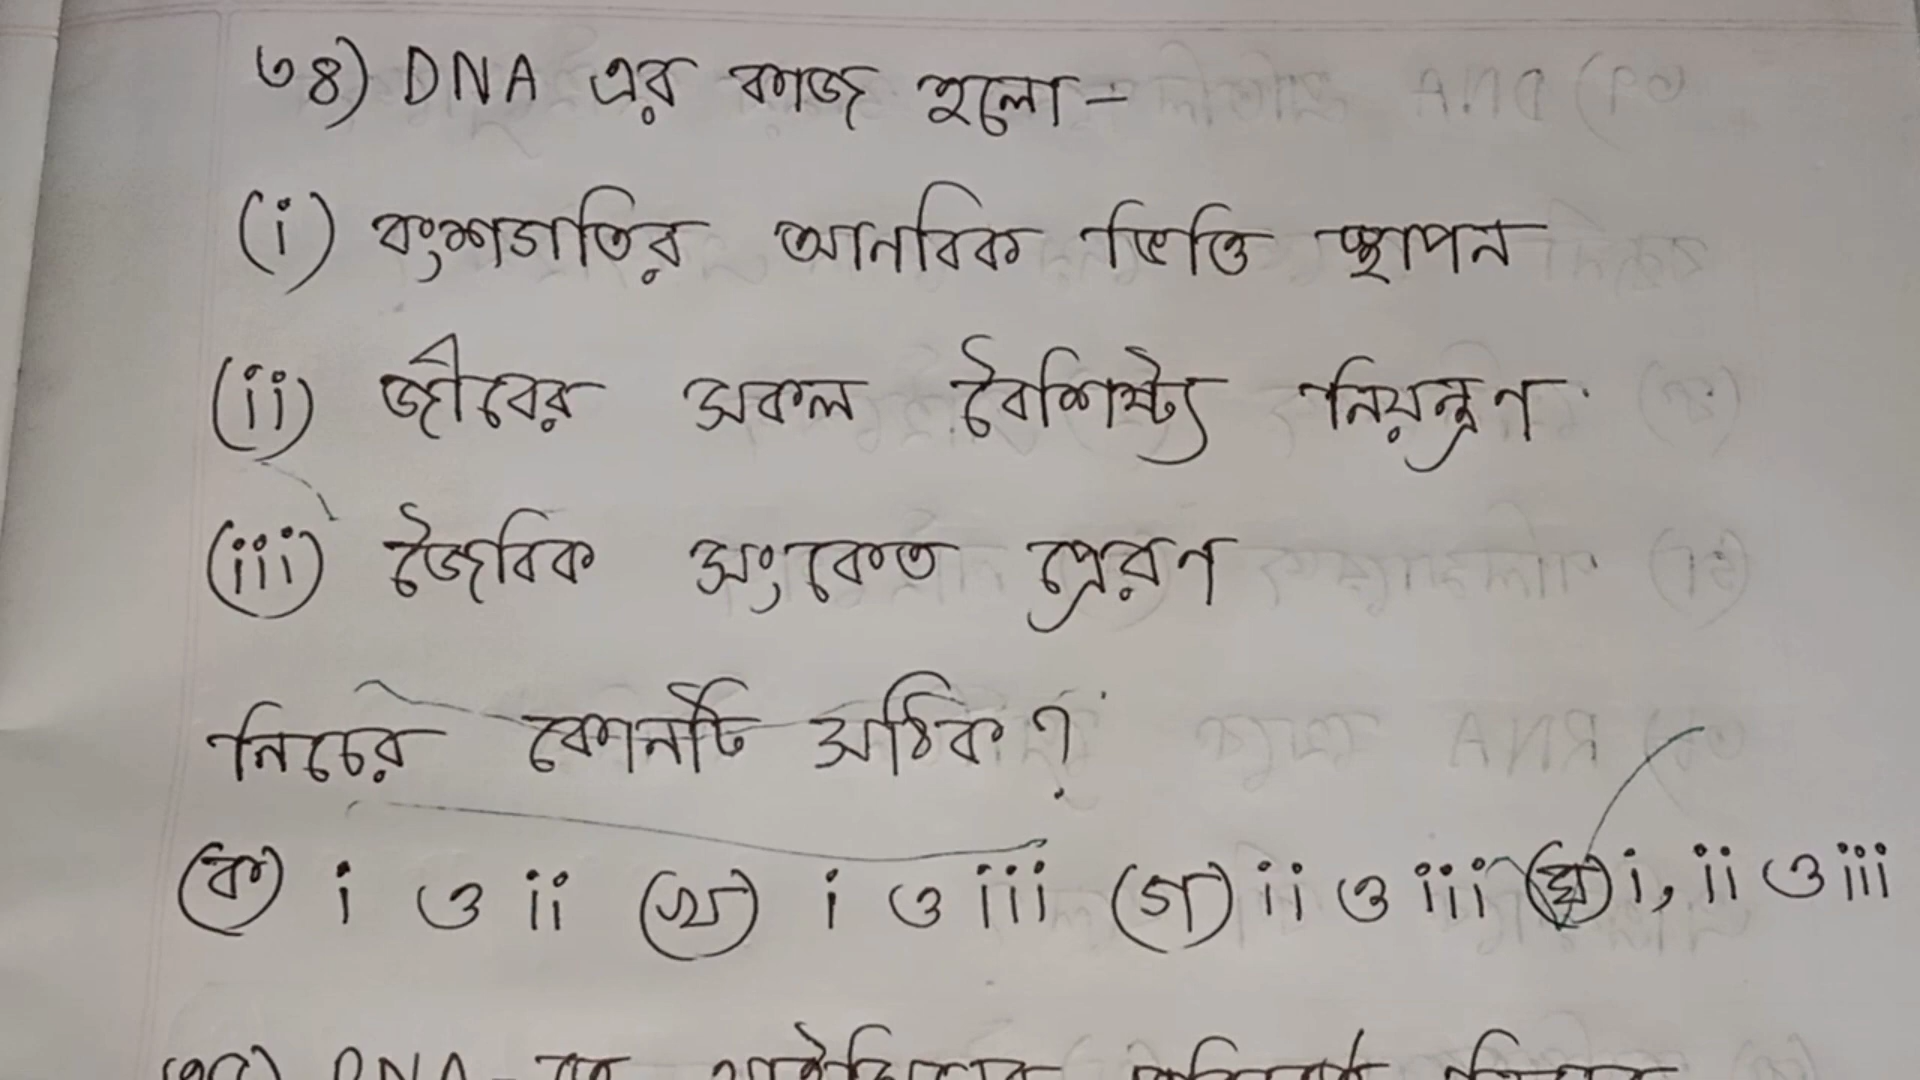 ৩৪) DNA এর কাজ হলো -
(i) বংশগতির আনবিক ভিত্তি স্থাপন
(ii) জীবের সকল বৈশিষ্ট্যে নিয়ন্ত্রণ
(iii) জৈবিক সংকেত প্রেরণ
নিচের কোনটি সঠিক?
(ক) i ও ii (খ) i ও iii (গ) ii ও iii (ঘ) i, ii ও iii